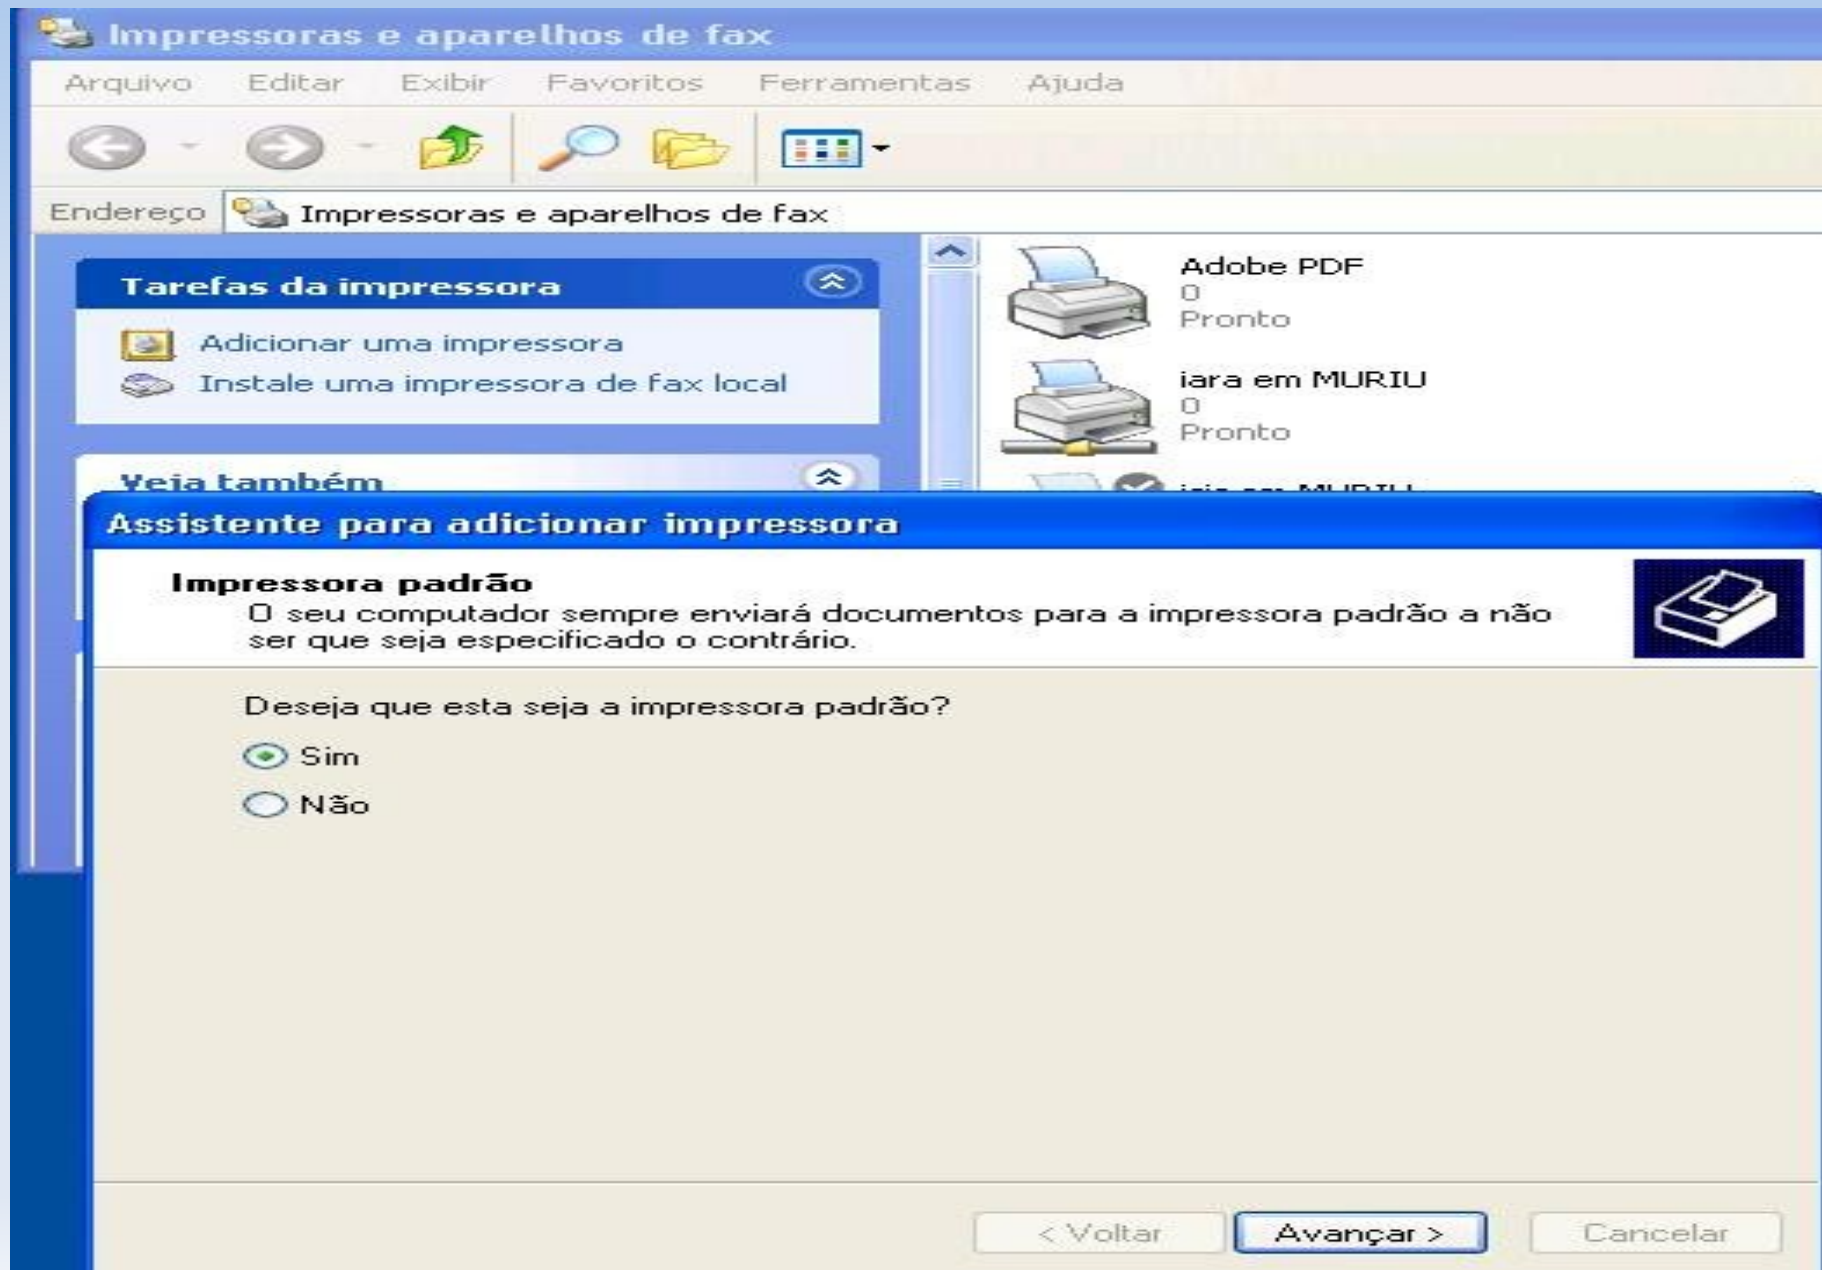 Impressoras e aparelhos de fax
Arquivo Editar Exibir Favoritos Ferramentas Ajuda
Endereço Impressoras e aparelhos de fax
Tarefas da impressora
Adicionar uma impressora
Instale uma impressora de fax local
Veja também
Adobe PDF
0
Pronto
iara em MURIU
0
Pronto
em MURIU
Assistente para adicionar impressora
Impressora padrão
O seu computador sempre enviará documentos para a impressora padrão a não
ser que seja especificado o contrário.
Deseja que esta seja a impressora padrão?
Sim
Não
< Voltar Avançar > Cancelar